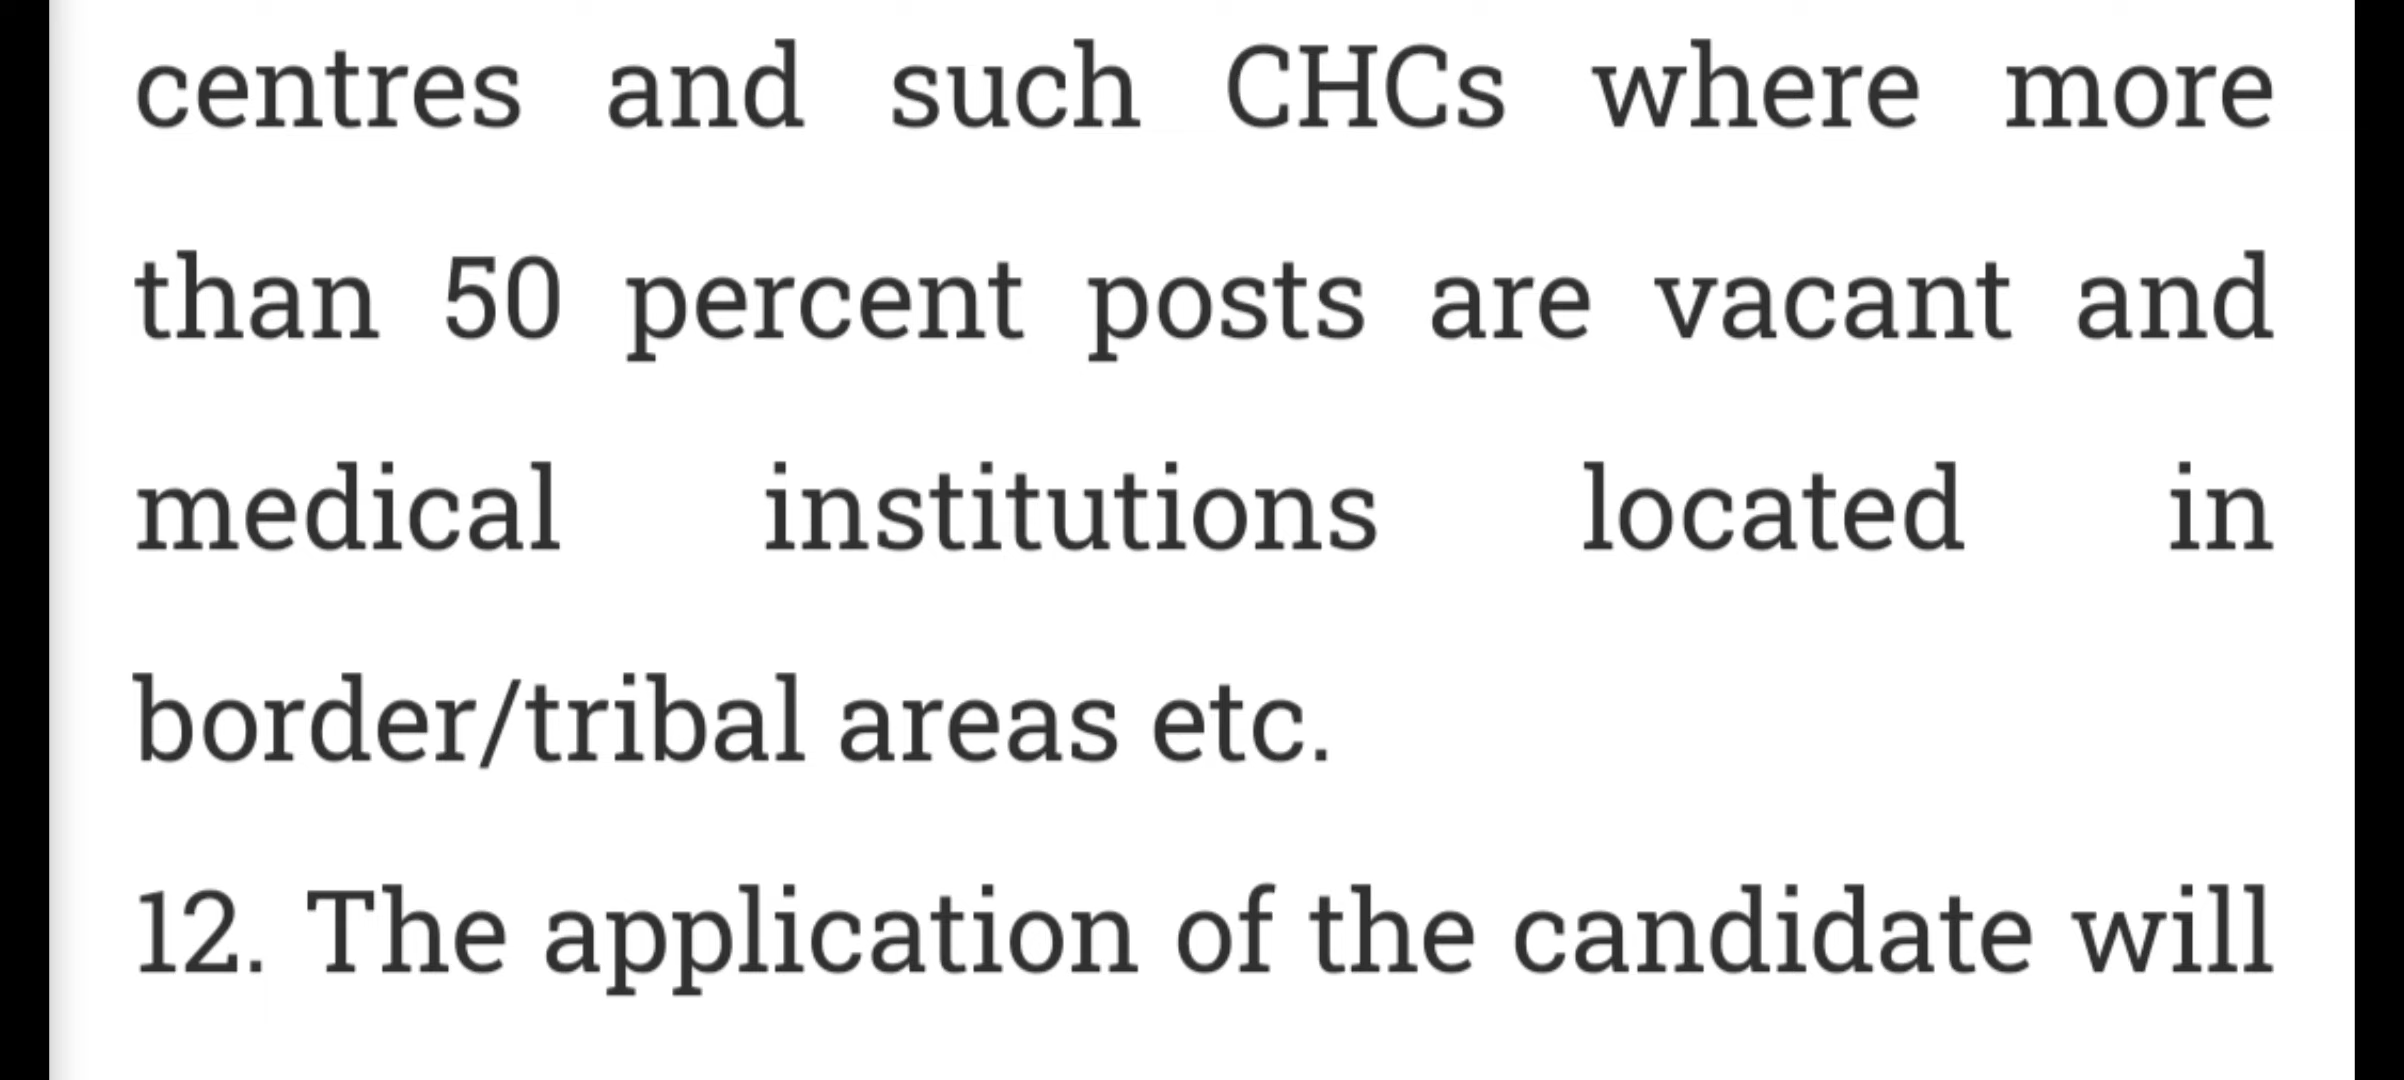 centres and such CHCs where more
than 50 percent posts are vacant and
medical institutions located in
border/tribal areas etc.
12. The application of the candidate will